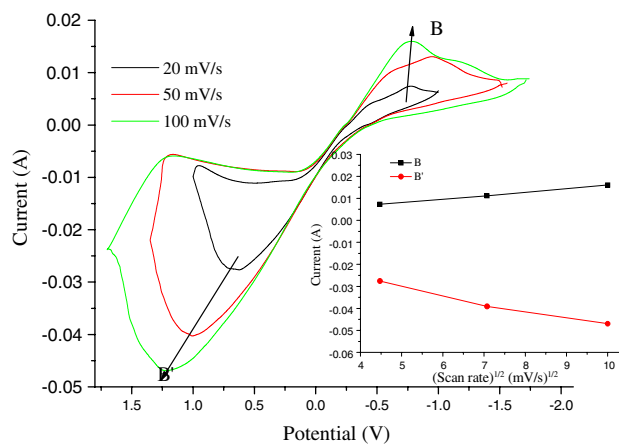 B
0.02
0.01
0.00
-0.01
-0.02
-0.03
-0.04
-0.05
Current (A)
20 mV/s
50 mV/s
100 mV/s
B'
1.5 1.0 0.5 0.0 -0.5 -1.0 -1.5 -2.0
Potential (V)
0.03
0.02
0.01
0.00
-0.01
-0.02
-0.03
-0.04
-0.05
-0.06
Current (A)
B
B'
4 5 6 7 8 9 10
(Scan rate)^1/2 (mV/s)^1/2